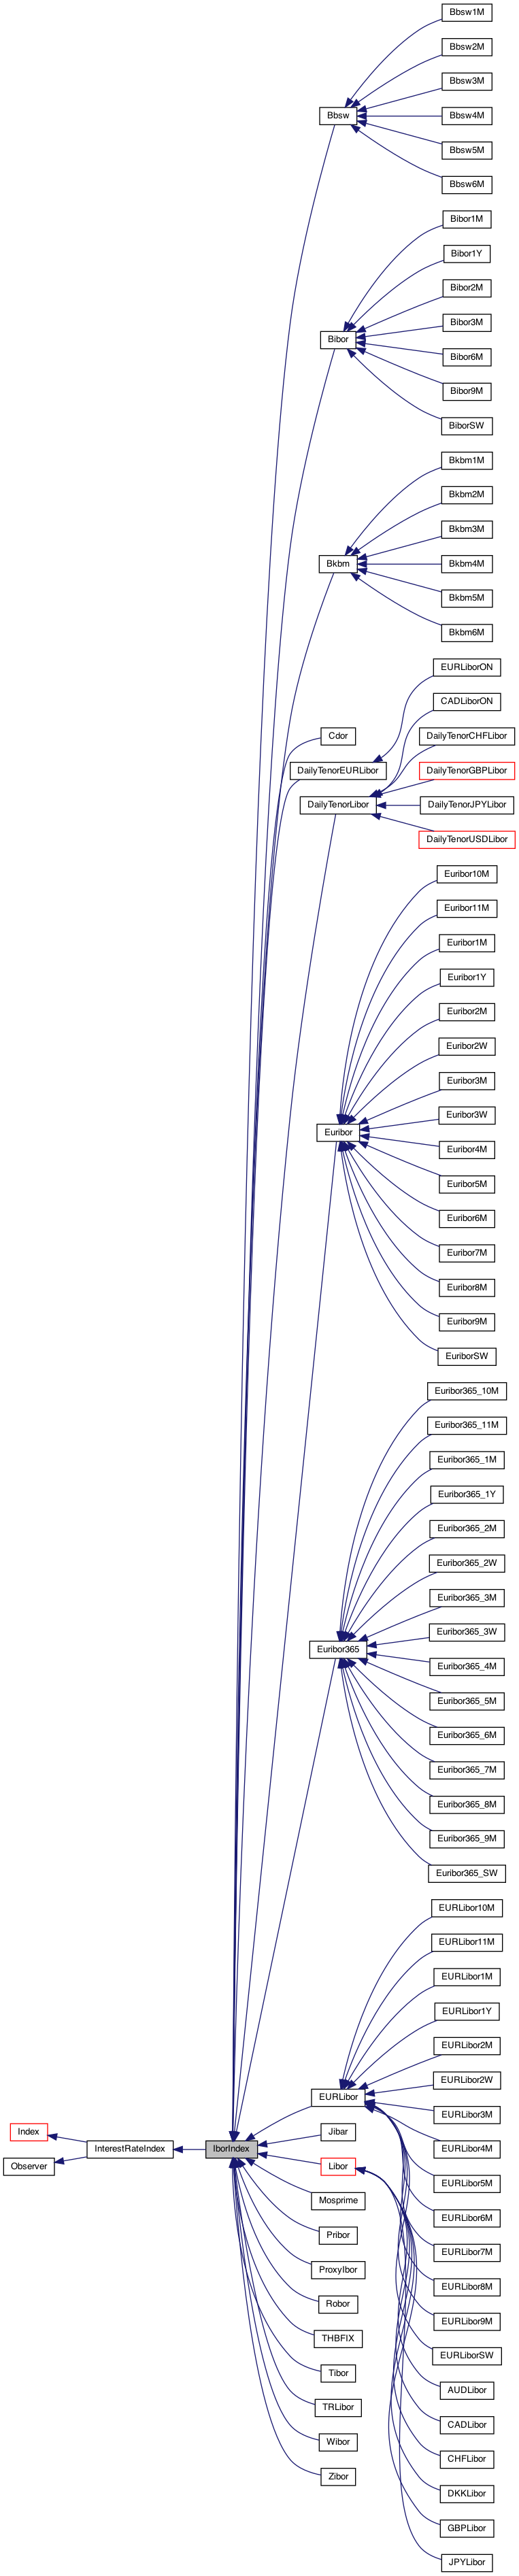 Bbsw1M
Bbsw2M
Bbsw3M
Bbsw
Bbsw4M
Bbsw5M
Bbsw6M
Bibor1M
Bibor1Y
Bibor2M
Bibor3M
Bibor
Bibor6M
Bibor9M
BiborSW
Bkbm1M
Bkbm2M
Bkbm3M
Bkbm
Bkbm4M
Bkbm5M
Bkbm6M
EURLiborON
CADLiborON
Cdor
DailyTenorCHFLibor
DailyTenorEURLibor
DailyTenorGBPLibor
DailyTenorLibor
DailyTenorJPYLibor
DailyTenorUSDLibor
Euribor10M
Euribor11M
Euribor1M
Euribor1Y
Euribor2M
Euribor2W
Euribor3M
Euribor3W
Euribor
Euribor4M
Euribor5M
Euribor6M
Euribor7M
Euribor8M
Euribor9M
EuriborSW
Euribor365_10M
Euribor365_11M
Euribor365_1M
Euribor365_1Y
Euribor365_2M
Euribor365_2W
Euribor365_3M
Euribor365_3W
Euribor365
Euribor365_4M
Euribor365_5M
Euribor365_6M
Euribor365_7M
Euribor365_8M
Euribor365_9M
Euribor365_SW
EURLibor10M
EURLibor11M
EURLibor1M
EURLibor1Y
EURLibor2M
EURLibor2W
EURLibor
EURLibor3M
Index
Jibar
EURLibor4M
InterestRateIndex
IborIndex
Observer
Libor
EURLibor5M
Mosprime
EURLibor6M
Pribor
EURLibor7M
ProxyIbor
EURLibor8M
Robor
EURLibor9M
THBFIX
EURLiborSW
Tibor
AUDLibor
TRLibor
CADLibor
Wibor
CHFLibor
Zibor
DKKLibor
GBPLibor
JPYLibor